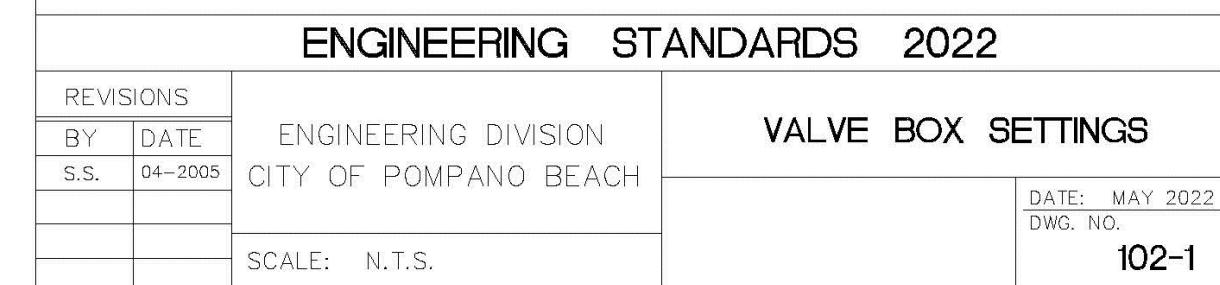 ENGINEERING STANDARDS 2022
REVISIONS
BY DATE
S.S. 04-2005
ENGINEERING DIVISION
CITY OF POMPANO BEACH
SCALE: N.T.S.
VALVE BOX SETTINGS
DATE: MAY 2022
DWG. NO.
102-1